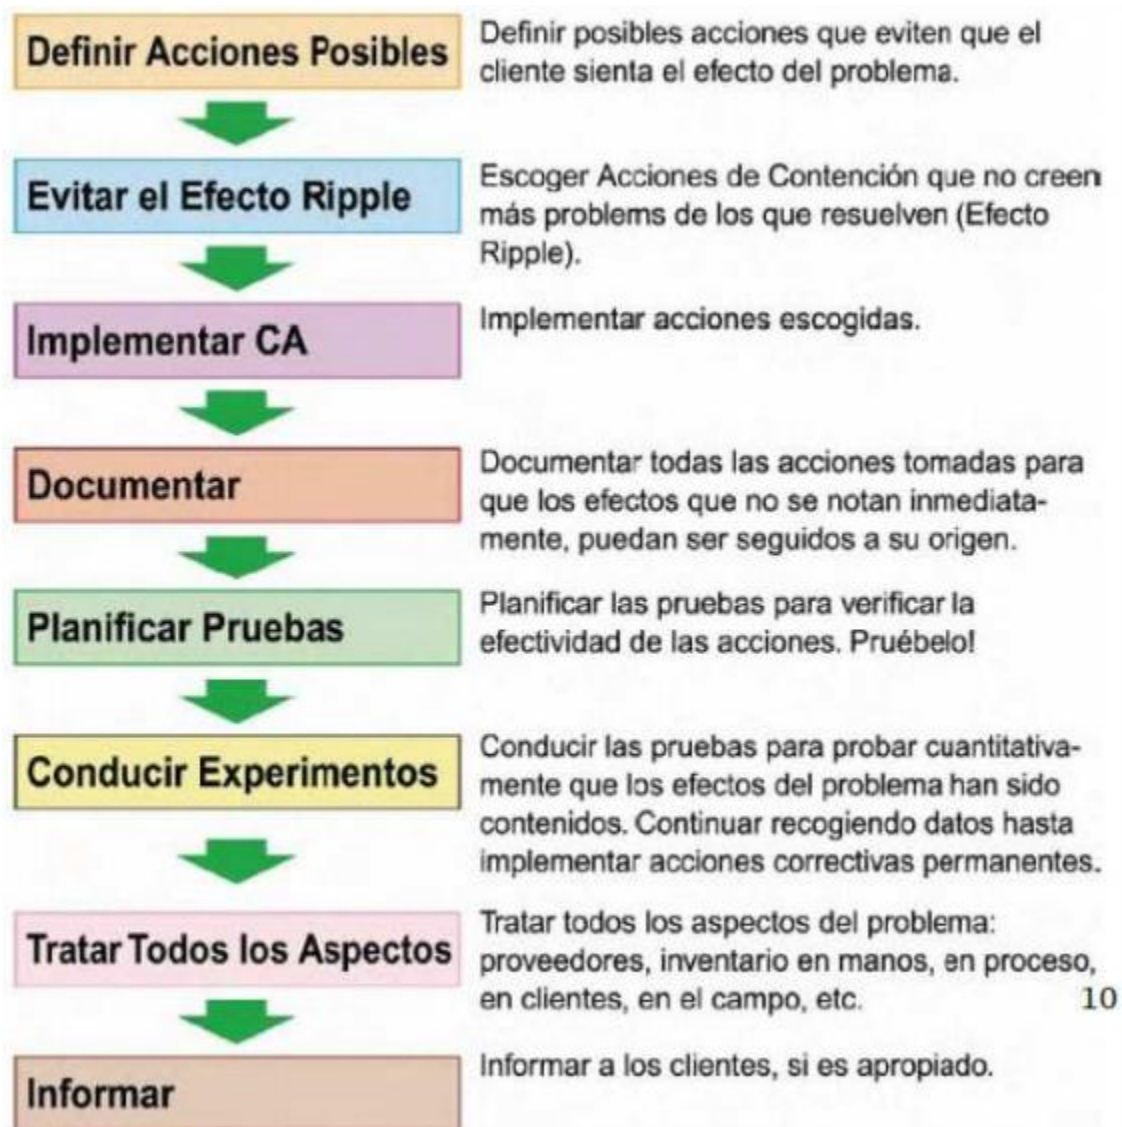 Definir Acciones Posibles
Definir posibles acciones que eviten que el
cliente sienta el efecto del problema.
Evitar el Efecto Ripple
Escoger Acciones de Contención que no creen
más problems de los que resuelven (Efecto
Ripple).
Implementar CA
Implementar acciones escogidas.
Documentar
Documentar todas las acciones tomadas para
que los efectos que no se notan inmediata-
mente, puedan ser seguidos a su origen.
Planificar Pruebas
Planificar las pruebas para verificar la
efectividad de las acciones. Pruébelo!
Conducir Experimentos
Conducir las pruebas para probar cuantitativa-
mente que los efectos del problema han sido
contenidos. Continuar recogiendo datos hasta
implementar acciones correctivas permanentes.
Tratar Todos los Aspectos
Tratar todos los aspectos del problema:
proveedores, inventario en manos, en proceso,
en clientes, en el campo, etc.
10
Informar
Informar a los clientes, si es apropiado.